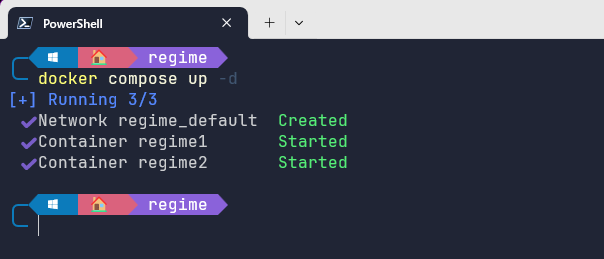 PowerShell
regime
docker compose up -d
[+] Running 3/3
✔Network regime_default Created
✔Container regime1 Started
✔Container regime2 Started
regime